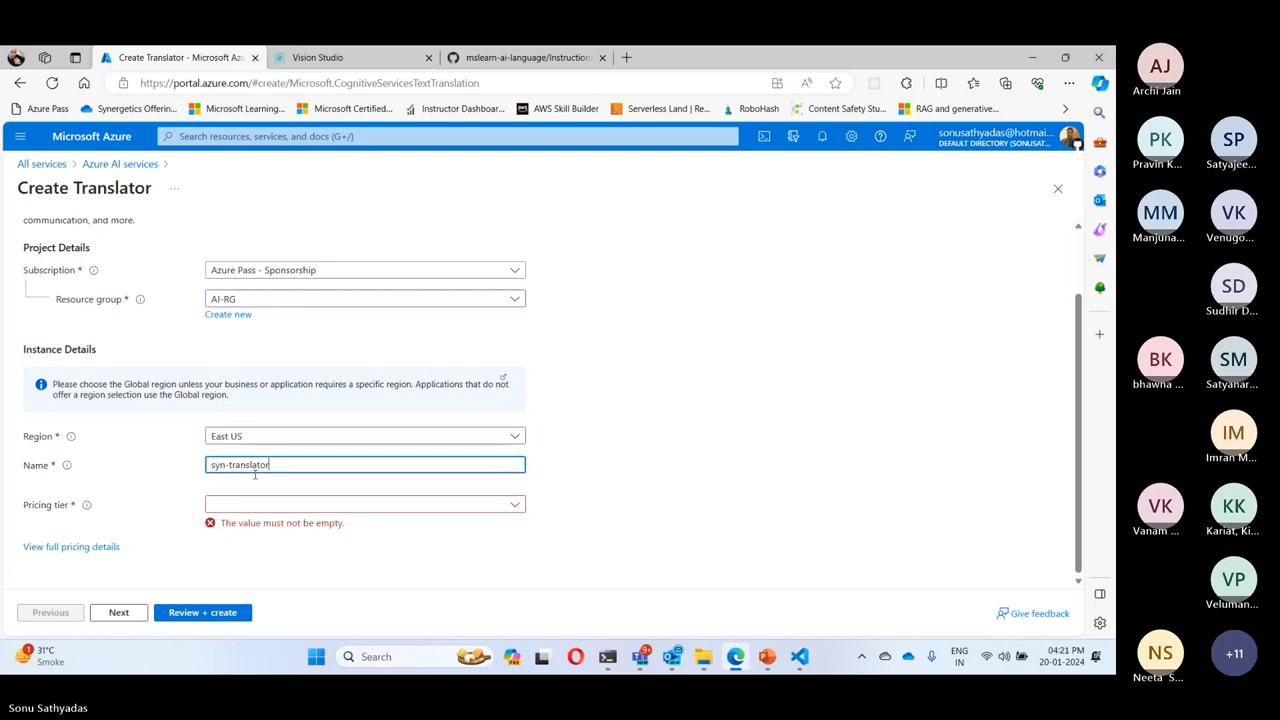 Create Translator - Microsoft Azu
Vision Studio
mslearn-ai-language/Instruction
https://portal.azure.com/#create/Microsoft.CognitiveServicesTextTranslation
Azure Pass
Synergetics Offerin...
Microsoft Learning...
Microsoft Certified...
Instructor Dashboar...
AWS Skill Builder
Serverless Land | Re...
RoboHash
Content Safety Stu...
RAG and generative...
Microsoft Azure
Search resources, services, and docs (G+/)
sonusathyadas@hotmai...
DEFAULT DIRECTORY (SONUSAT...
All services
Azure AI services
Create Translator
...
communication, and more.
Project Details
Subscription *
Azure Pass - Sponsorship
Resource group *
AI-RG
Create new
Instance Details
Please choose the Global region unless your business or application requires a specific region. Applications that do not
offer a region selection use the Global region.
Region *
East US
Name *
syn-translator
Pricing tier *
The value must not be empty.
View full pricing details
Previous
Next
Review + create
Give feedback
1
31°C
Smoke
Search
9+
ENG
IN
04:21 PM
20-01-2024
AJ
Archi Jain
PK
Pravin K...
SP
Satyajee...
MM
Manjuna...
VK
Venugo...
SD
Sudhir D...
BK
bhawna ...
SM
Satyanar...
IM
Imran M...
VK
Vanam ...
KK
Kariat, Ki...
VP
Veluman...
NS
Neeta S...
+11
Sonu Sathyadas